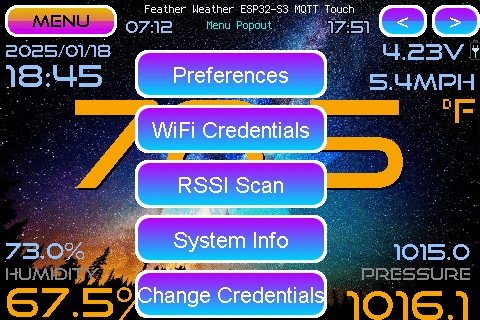 Feather Weather ESP32-S3 MQTT Touch
MENU
07:12
Menu Popout
17:51
<
>
2025/01/18
4.23V
18:45
5.4MPH
Preferences
°F
WiFi Credentials
RSSI Scan
System Info
73.0%
1015.0
HUMIDITY
PRESSURE
67.5%
Change Credentials
1016.1